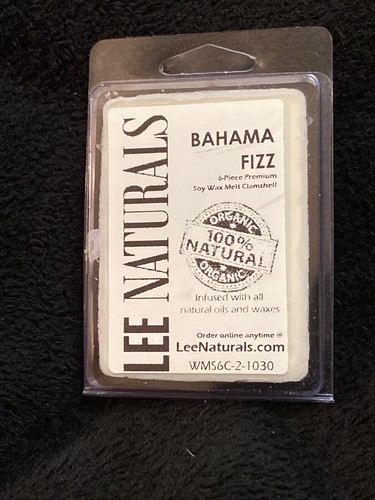 LEE NATURALS
BAHAMA
FIZZ
6-Piece Premium
Soy Wax Melt Clamshell
ORGANIC
100%
NATURAL
ORGANIC
infused with all
natural oils and waxes
Order online anytime @
LeeNaturals.com
WMS6C-2-1030